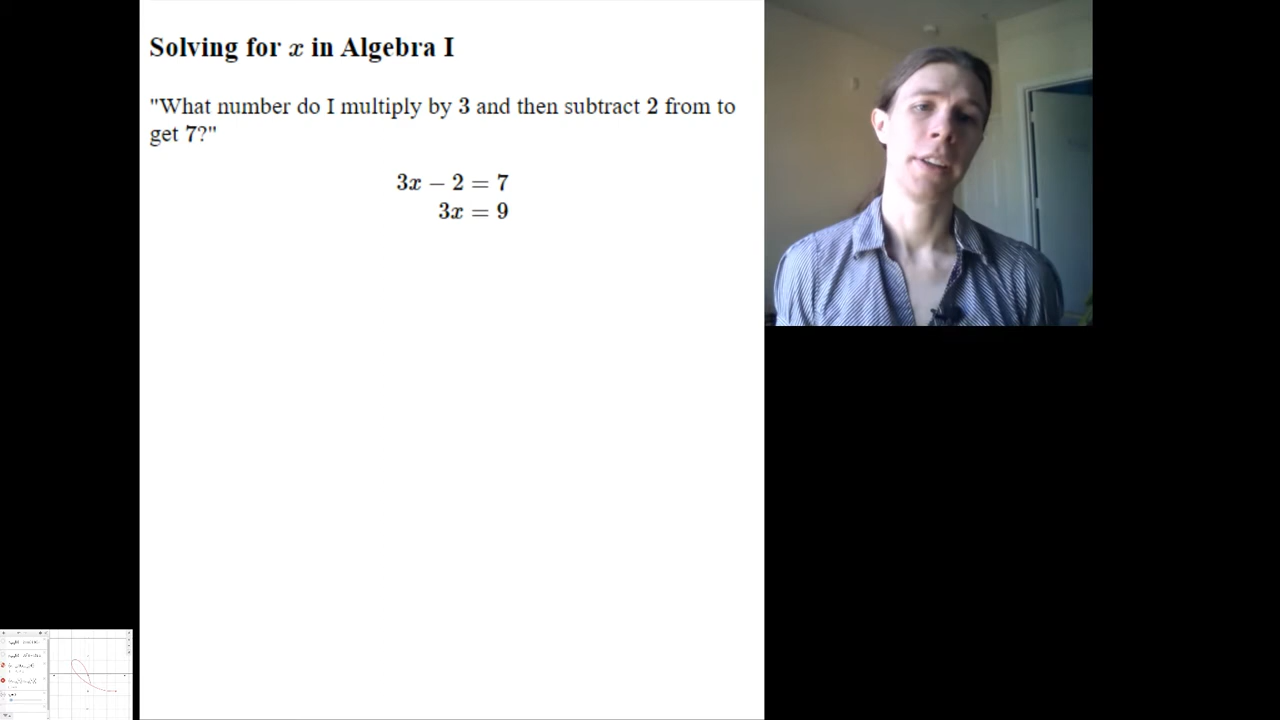 Solving for x in Algebra I
"What number do I multiply by 3 and then subtract 2 from to
get 7?"
3x − 2 = 7
3x = 9